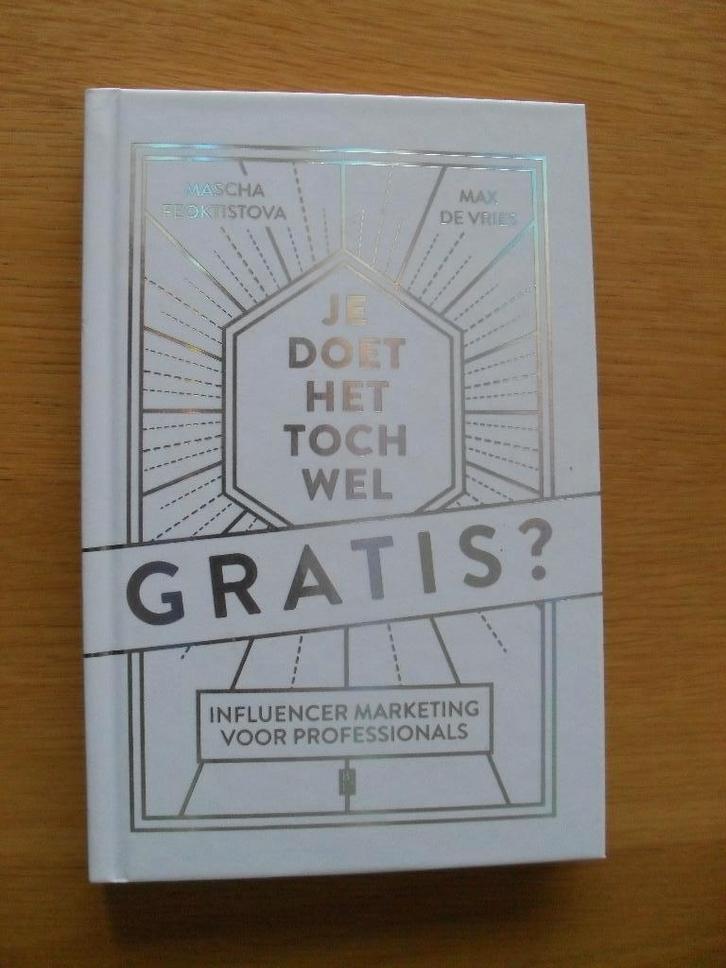 MASCHA
FEOKTISTOVA
MAX
DE VRIES
JE
DOET
HET
TOCH
WEL
GRATIS?
INFLUENCER MARKETING
VOOR PROFESSIONALS